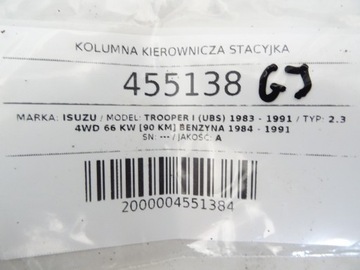 KOLUMNA KIEROWNICZA STACYJKA
455138 GJ
MARKA: ISUZU / MODEL: TROOPER I (UBS) 1983 - 1991 / TYP: 2.3
4WD 66 KW [90 KM] BENZYNA 1984 - 1991
SN: --- / JAKOŚĆ: A
2000004551384